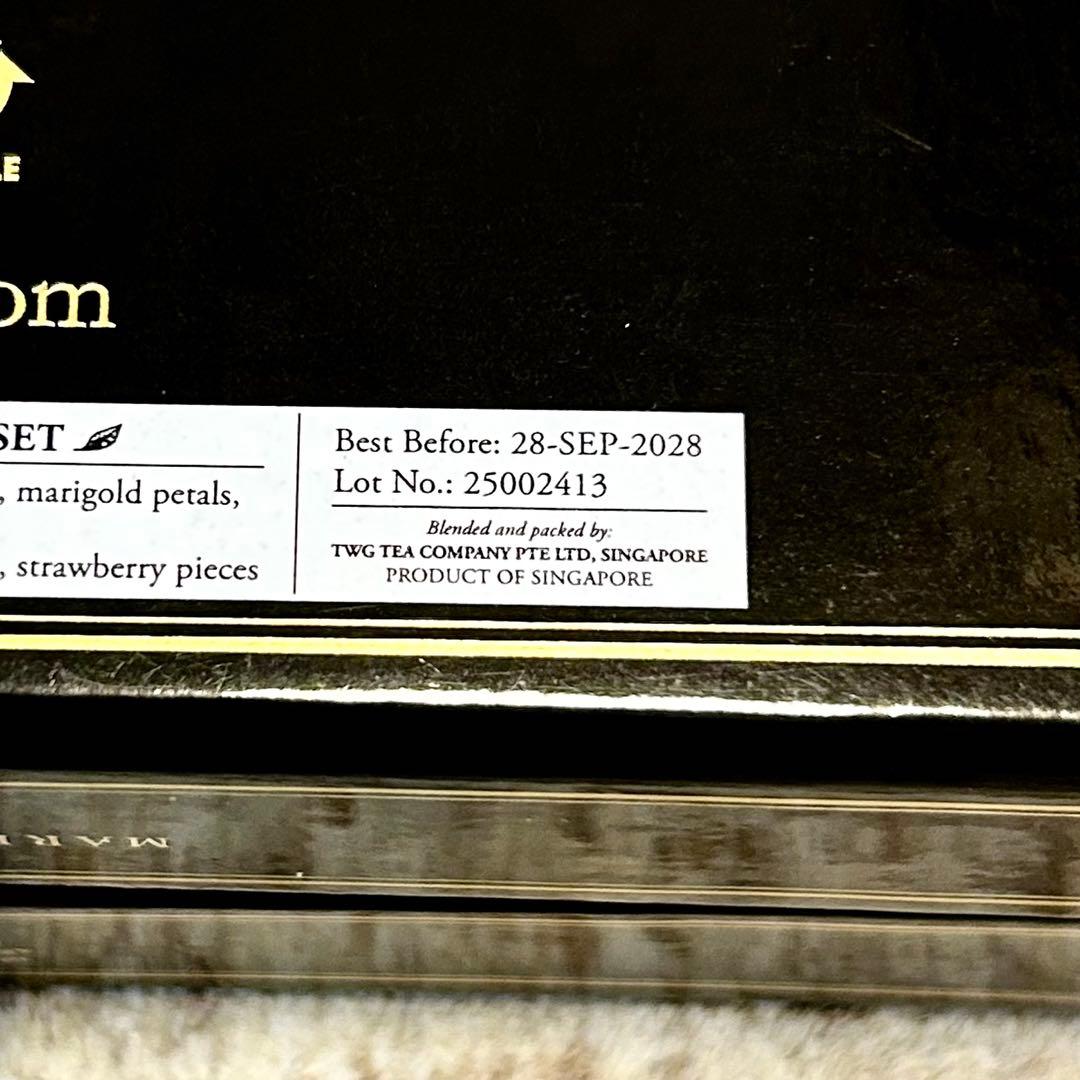 LE
om
SET
, marigold petals,
, strawberry pieces
Best Before: 28-SEP-2028
Lot No.: 25002413
Blended and packed by:
TWG TEA COMPANY PTE LTD, SINGAPORE
PRODUCT OF SINGAPORE
MAR